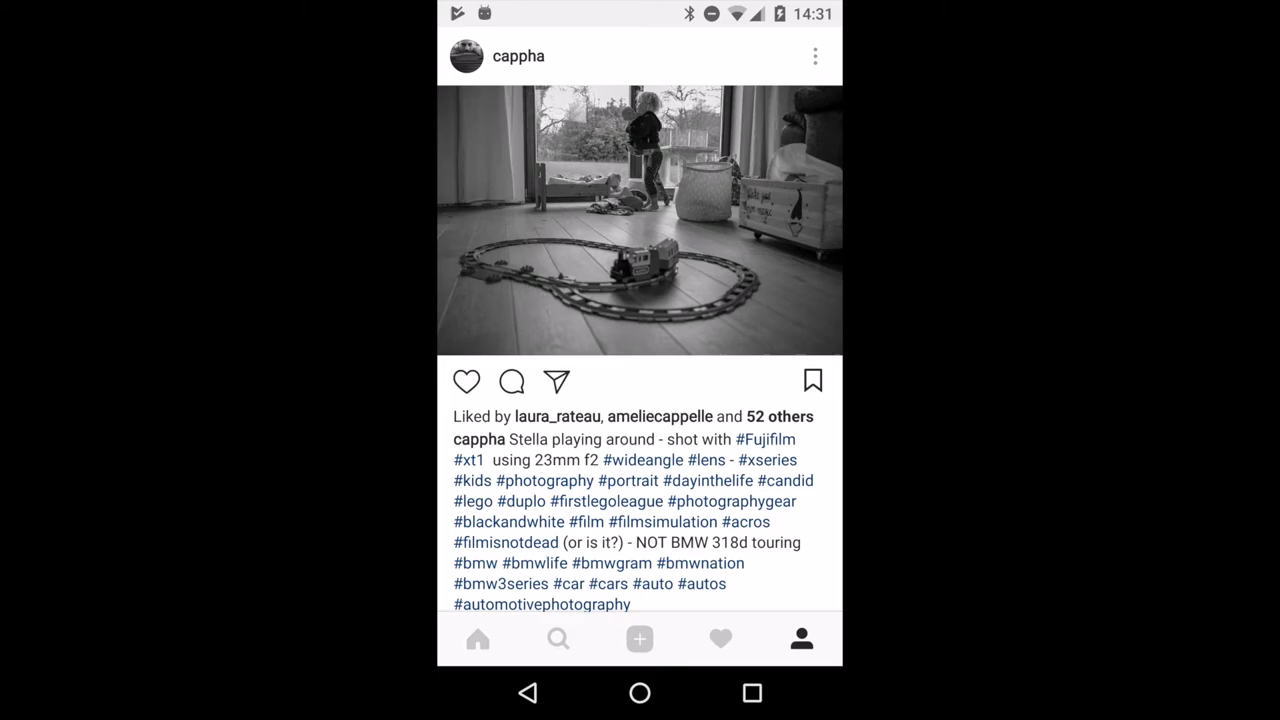 14:31
cappha
Liked by laura_rateau, ameliecappelle and 52 others
cappha Stella playing around - shot with #Fujifilm
#xt1 using 23mm f2 #wideangle #lens - #xseries
#kids #photography #portrait #dayinthelife #candid
#lego #duplo #firstlegoleague #photographygear
#blackandwhite #film #filmsimulation #acros
#filmisnotdead (or is it?) - NOT BMW 318d touring
#bmw #bmwlife #bmwgram #bmwnation
#bmw3series #car #cars #auto #autos
#automotivephotography